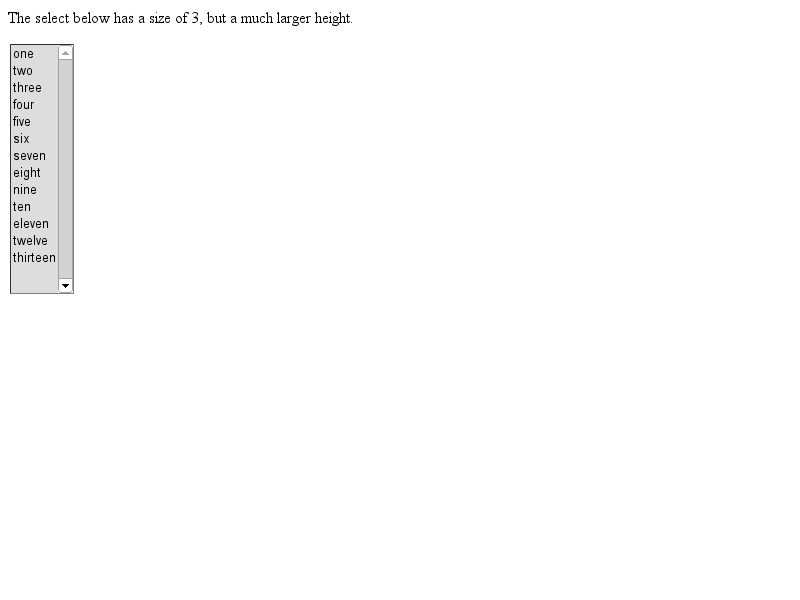 The select below has a size of 3, but a much larger height.
one
two
three
four
five
six
seven
eight
nine
ten
eleven
twelve
thirteen